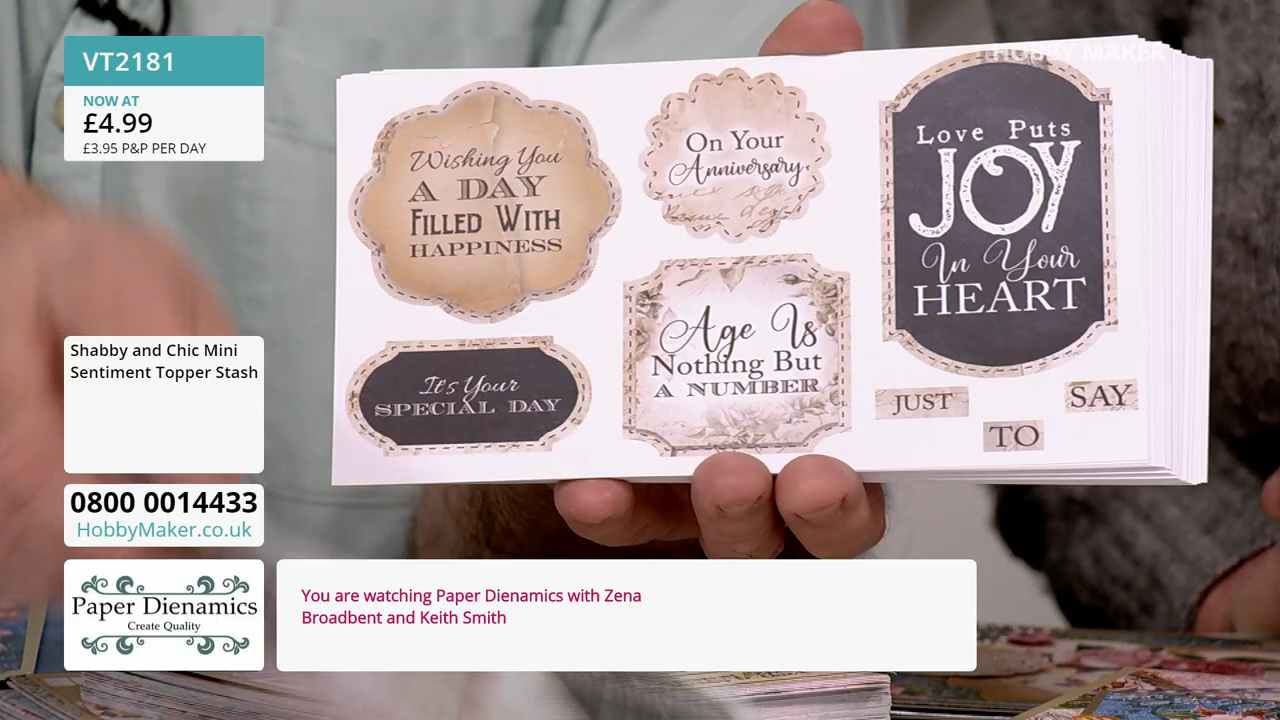 VT2181
NOW AT
£4.99
£3.95 P&P PER DAY
Shabby and Chic Mini
Sentiment Topper Stash
0800 0014433
HobbyMaker.co.uk
Paper Dienamics
Create Quality
You are watching Paper Dienamics with Zena
Broadbent and Keith Smith
HOBBY MAKER
Wishing You
A DAY
FILLED WITH
HAPPINESS
On Your
Anniversary
Love Puts
JOY
In Your
HEART
It's Your
SPECIAL DAY
Age Is
Nothing But
A NUMBER
JUST
TO
SAY